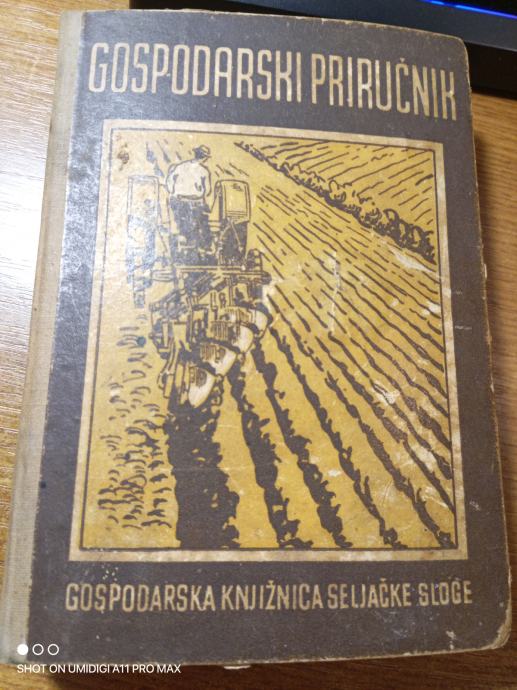 GOSPODARSKI PRIRUČNIK
GOSPODARSKA KNJIŽNICA SELJAČKE SLOGE
SHOT ON UMIDIGI A11 PRO MAX